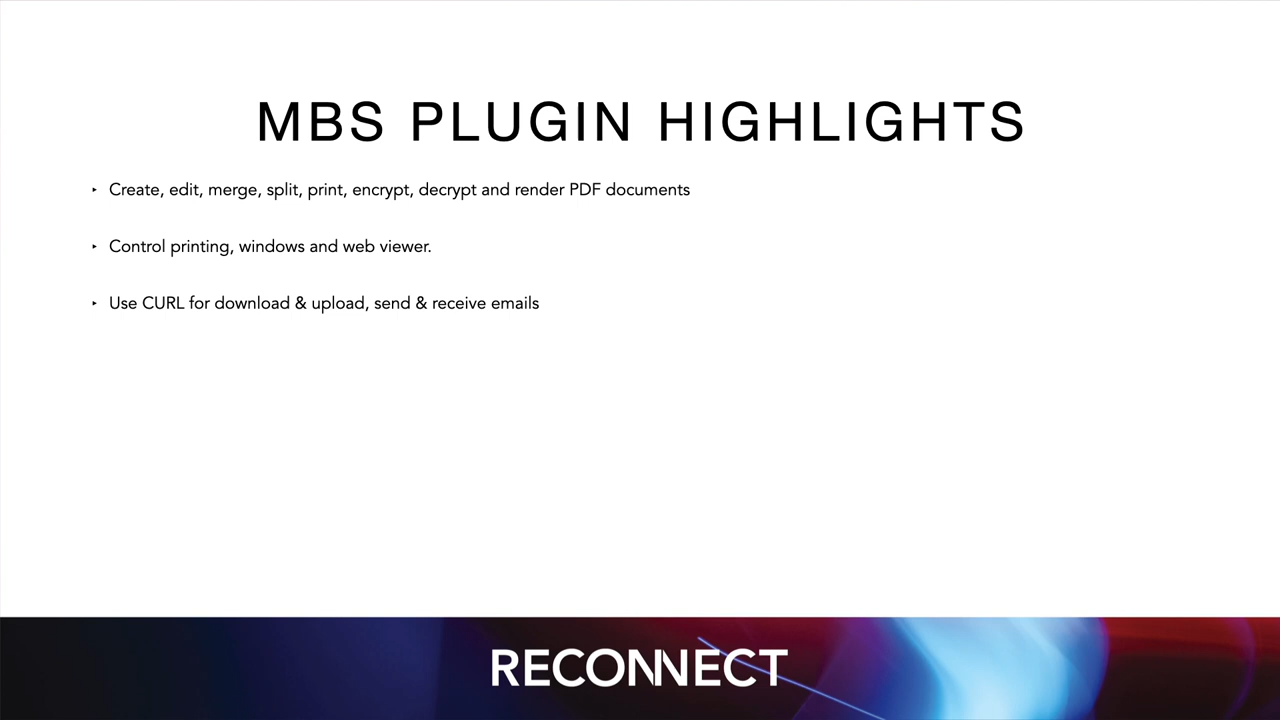 MBS PLUGIN HIGHLIGHTS
‣ Create, edit, merge, split, print, encrypt, decrypt and render PDF documents
‣ Control printing, windows and web viewer.
‣ Use CURL for download & upload, send & receive emails
RECONNECT